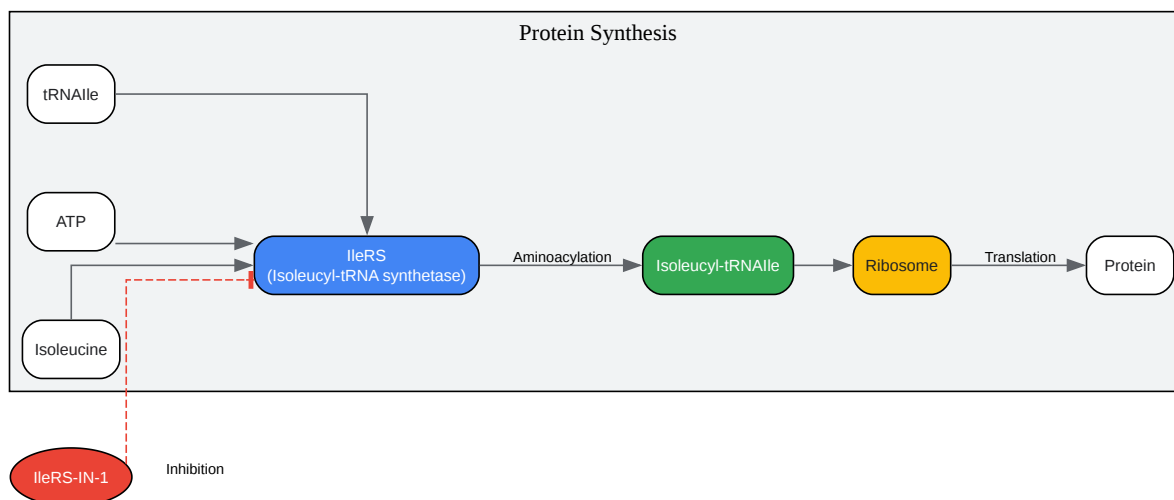 Protein Synthesis
tRNAIle
ATP
IleRS
(Isoleucyl-tRNA synthetase)
Aminoacylation
Isoleucyl-tRNAIle
Ribosome
Translation
Protein
Isoleucine
IleRS-IN-1
Inhibition